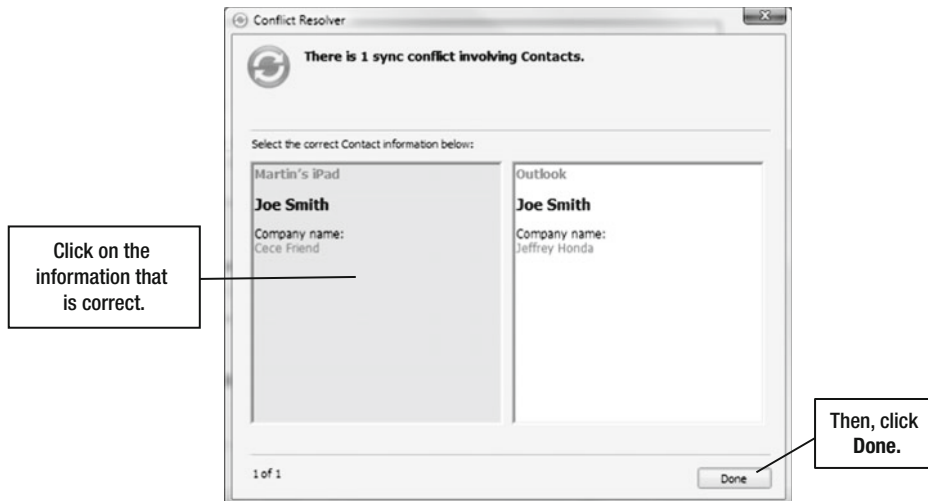 Conflict Resolver
There is 1 sync conflict involving Contacts.
Select the correct Contact information below:
Martin's iPad
Joe Smith
Company name:
Cece Friend
Outlook
Joe Smith
Company name:
Jeffrey Honda
Click on the
information that
is correct.
1 of 1
Done
Then, click
Done.